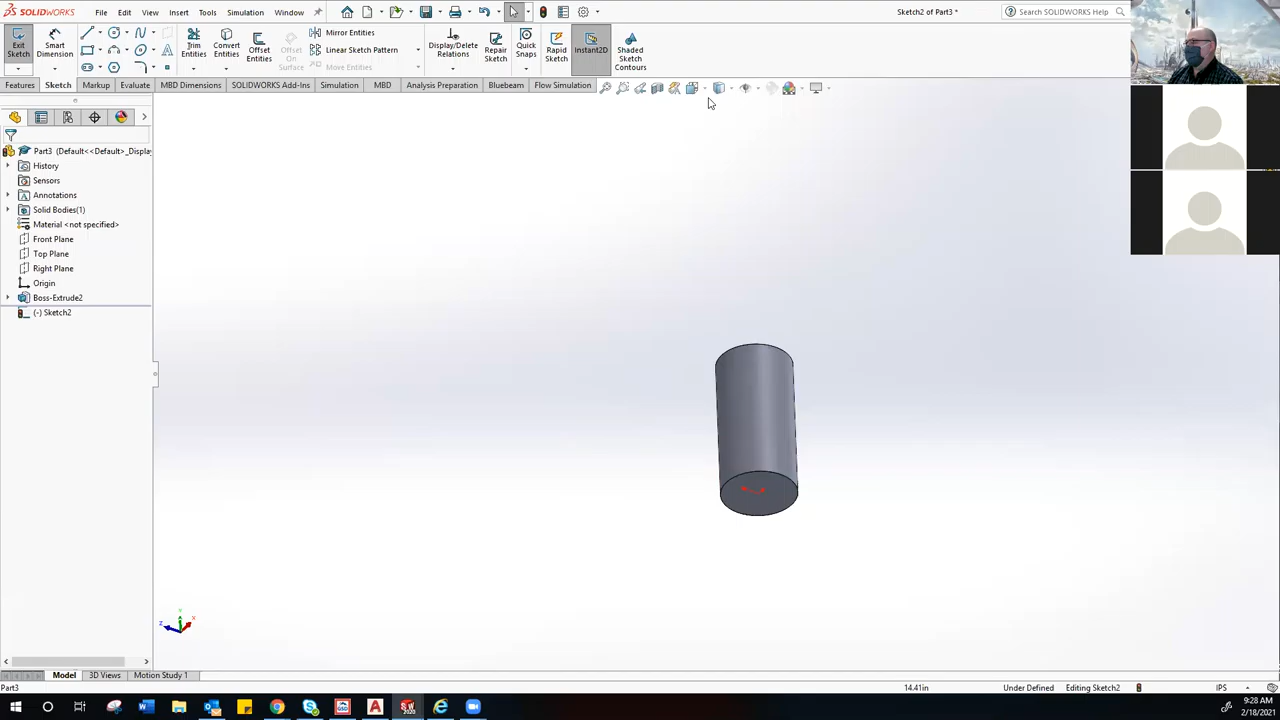 SOLIDWORKS File Edit View Insert Tools Simulation Window Sketch2 of Part3 * Search SOLIDWORKS Help
Exit Sketch
Smart Dimension
Trim Entities
Convert Entities
Offset Entities
Offset On Surface
Mirror Entities
Linear Sketch Pattern
Move Entities
Display/Delete Relations
Repair Sketch
Quick Snaps
Rapid Sketch
Instant2D
Shaded Sketch Contours
Features Sketch Markup Evaluate MBD Dimensions SOLIDWORKS Add-Ins Simulation MBD Analysis Preparation Bluebeam Flow Simulation
Part3 (Default<<Default>_Displa
History
Sensors
Annotations
Solid Bodies(1)
Material <not specified>
Front Plane
Top Plane
Right Plane
Origin
Boss-Extrude2
(-) Sketch2
Y
Z
X
Model 3D Views Motion Study 1
Part3 14.41in Under Defined Editing Sketch2 IPS
9:28 AM
2/18/2021